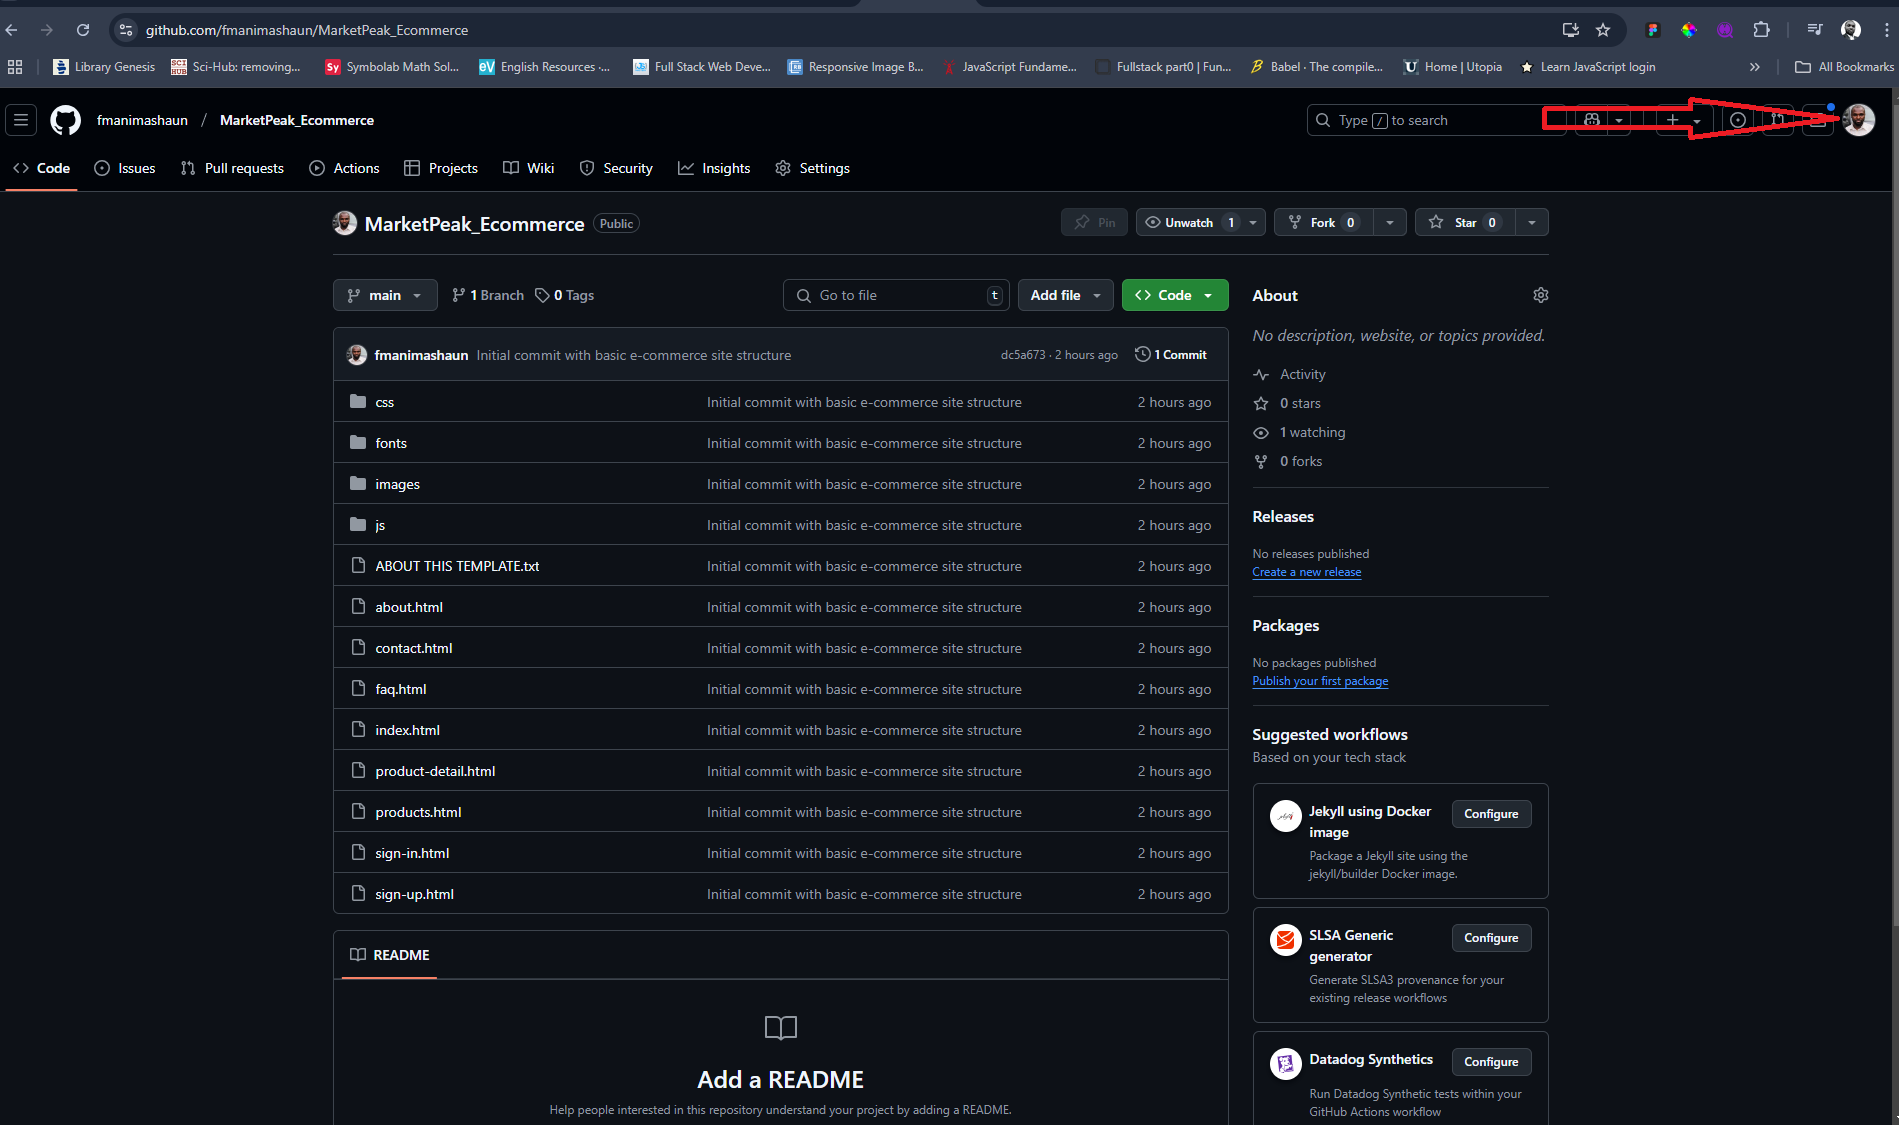 github.com/fmanimashaun/MarketPeak_Ecommerce
Library Genesis
SCI HUB
Sci-Hub: removing...
Sy
Symbolab Math Sol...
eV
English Resources -...
Full Stack Web Deve...
Responsive Image B...
JavaScript Fundame...
Fullstack part0 | Fun...
Babel · The compile...
U
Home | Utopia
Learn JavaScript login
»
All Bookmarks
fmanimashaun / MarketPeak_Ecommerce
Type / to search
Code
Issues
Pull requests
Actions
Projects
Wiki
Security
Insights
Settings
MarketPeak_Ecommerce
Public
Pin
Unwatch 1
Fork 0
Star 0
main
1 Branch
0 Tags
Go to file
t
Add file
<> Code
About
No description, website, or topics provided.
fmanimashaun Initial commit with basic e-commerce site structure
dc5a673 · 2 hours ago
1 Commit
css Initial commit with basic e-commerce site structure 2 hours ago
fonts Initial commit with basic e-commerce site structure 2 hours ago
images Initial commit with basic e-commerce site structure 2 hours ago
js Initial commit with basic e-commerce site structure 2 hours ago
ABOUT THIS TEMPLATE.txt Initial commit with basic e-commerce site structure 2 hours ago
about.html Initial commit with basic e-commerce site structure 2 hours ago
contact.html Initial commit with basic e-commerce site structure 2 hours ago
faq.html Initial commit with basic e-commerce site structure 2 hours ago
index.html Initial commit with basic e-commerce site structure 2 hours ago
product-detail.html Initial commit with basic e-commerce site structure 2 hours ago
products.html Initial commit with basic e-commerce site structure 2 hours ago
sign-in.html Initial commit with basic e-commerce site structure 2 hours ago
sign-up.html Initial commit with basic e-commerce site structure 2 hours ago
README
Add a README
Help people interested in this repository understand your project by adding a README.
Activity
0 stars
1 watching
0 forks
Releases
No releases published
Create a new release
Packages
No packages published
Publish your first package
Suggested workflows
Based on your tech stack
Jekyll using Docker
image
Configure
Package a Jekyll site using the
jekyll/builder Docker image.
SLSA Generic
generator
Configure
Generate SLSA3 provenance for your
existing release workflows
Datadog Synthetics
Configure
Run Datadog Synthetic tests within your
GitHub Actions workflow